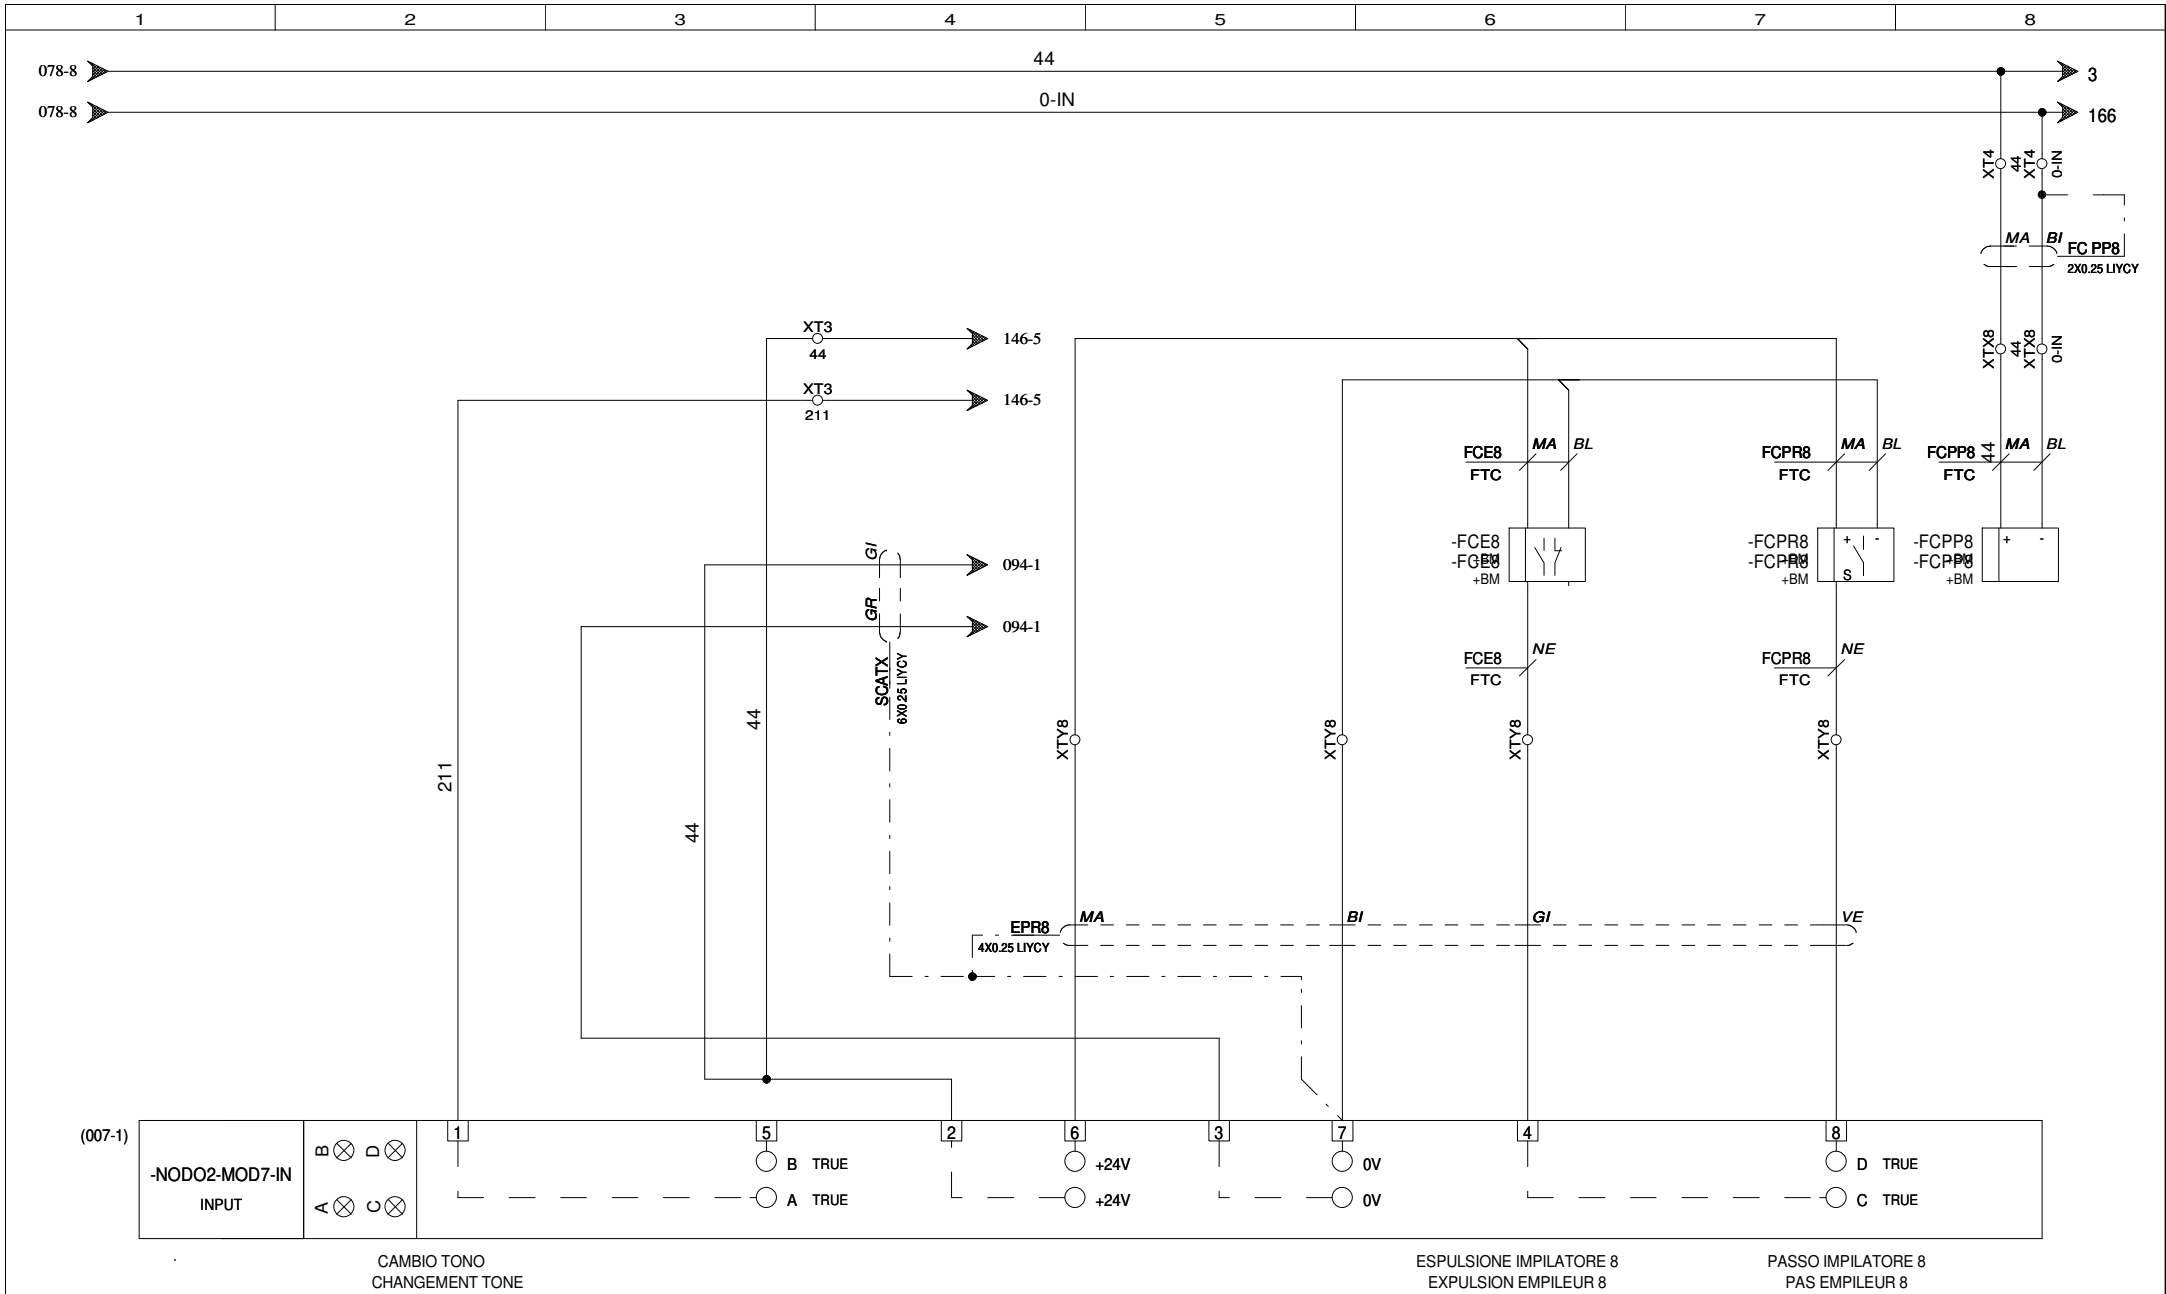 1 2 3 4 5 6 7 8
44
078-8 3
0-IN
078-8 166
XT4 44 XT4 0-IN
MA BI FC PP8
2X0.25 LIYCY
XT3 146-5
44
XTX8 44 XTX8 0-IN
XT3 146-5
211
FCE8 MA BL FCPR8 MA BL FCPP8 44 MA BL
FTC FTC FTC
-FCE8 -FCPR8 + - -FCPP8 + -
-FCE8 -FCPR8 -FCPP8
+BM +BM S +BM
GI 094-1
GR 094-1
SCATX
6X0.25 LIYCY
FCE8 NE FCPR8 NE
FTC FTC
44
XTY8 XTY8 XTY8 XTY8
211
44
EPR8 MA BI GI VE
4X0.25 LIYCY
(007-1) 1 5 2 6 3 7 4 8
B D B TRUE +24V 0V D TRUE
-NODO2-MOD7-IN
INPUT
A C A TRUE +24V 0V C TRUE
CAMBIO TONO ESPULSIONE IMPILATORE 8 PASSO IMPILATORE 8
CHANGEMENT TONE EXPULSION EMPILEUR 8 PAS EMPILEUR 8